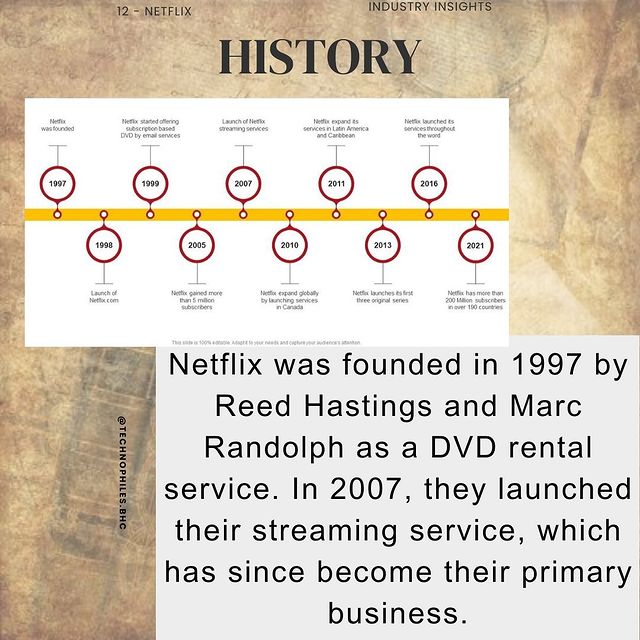 12 - NETFLIX
INDUSTRY INSIGHTS
HISTORY
Netflix
was founded
Netflix started offering
subscription based
DVD by email services
Launch of Netflix
streaming services
Netflix expand its
services in Latin America
and Caribbean
Netflix launched its
services throughout
the word
1997
1999
2007
2011
2016
1998
2005
2010
2013
2021
Launch of
Netflix.com
Netflix gained more
than 5 million
subscribers
Netflix expand globally
by launching services
in Canada
Netflix launches its first
three original series
Netflix has more than
200 Million subscribers
in over 190 countries
This slide is 100% editable. Adapt it to your needs and capture your audience's attention.
@TECHNOPHILES.BHC
Netflix was founded in 1997 by
Reed Hastings and Marc
Randolph as a DVD rental
service. In 2007, they launched
their streaming service, which
has since become their primary
business.